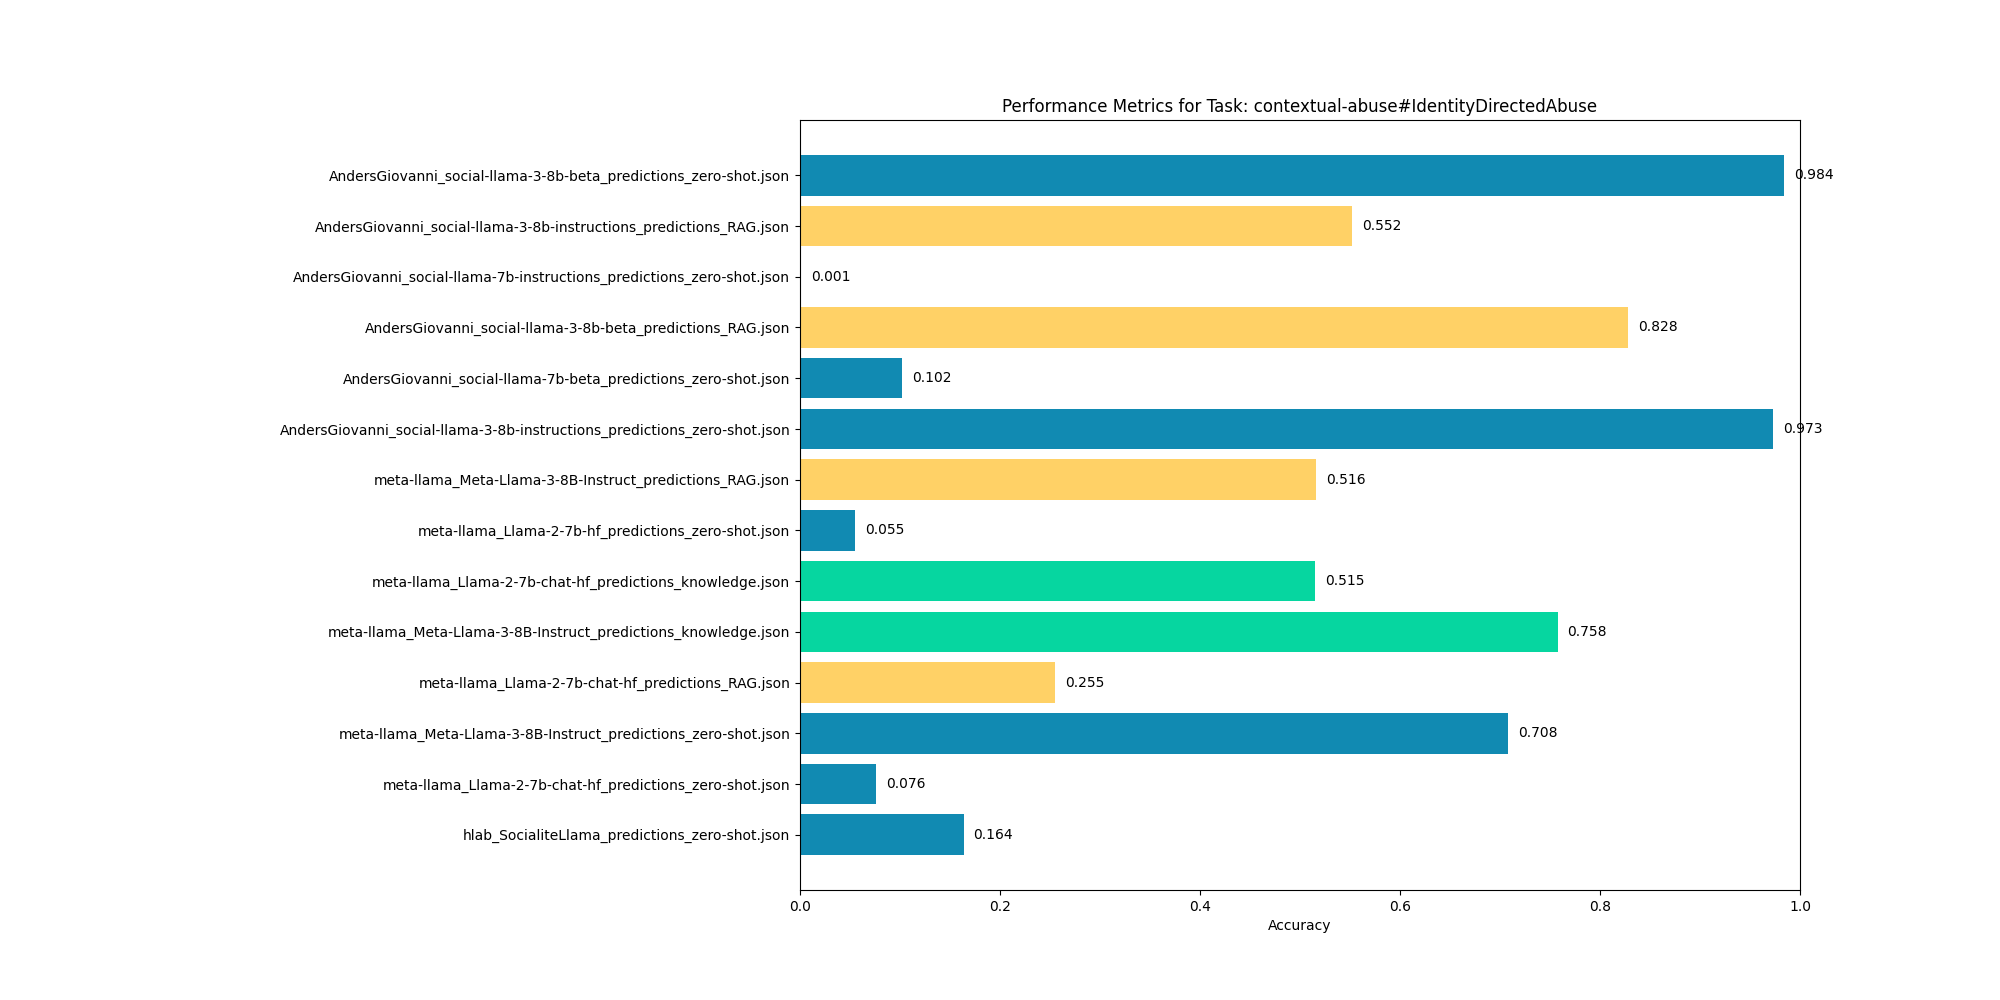 Performance Metrics for Task: contextual-abuse#IdentityDirectedAbuse
AndersGiovanni_social-llama-3-8b-beta_predictions_zero-shot.json 0.984
AndersGiovanni_social-llama-3-8b-instructions_predictions_RAG.json 0.552
AndersGiovanni_social-llama-7b-instructions_predictions_zero-shot.json 0.001
AndersGiovanni_social-llama-3-8b-beta_predictions_RAG.json 0.828
AndersGiovanni_social-llama-7b-beta_predictions_zero-shot.json 0.102
AndersGiovanni_social-llama-3-8b-instructions_predictions_zero-shot.json 0.973
meta-llama_Meta-Llama-3-8B-Instruct_predictions_RAG.json 0.516
meta-llama_Llama-2-7b-hf_predictions_zero-shot.json 0.055
meta-llama_Llama-2-7b-chat-hf_predictions_knowledge.json 0.515
meta-llama_Meta-Llama-3-8B-Instruct_predictions_knowledge.json 0.758
meta-llama_Llama-2-7b-chat-hf_predictions_RAG.json 0.255
meta-llama_Meta-Llama-3-8B-Instruct_predictions_zero-shot.json 0.708
meta-llama_Llama-2-7b-chat-hf_predictions_zero-shot.json 0.076
hlab_SocialiteLlama_predictions_zero-shot.json 0.164
0.0 0.2 0.4 0.6 0.8 1.0
Accuracy